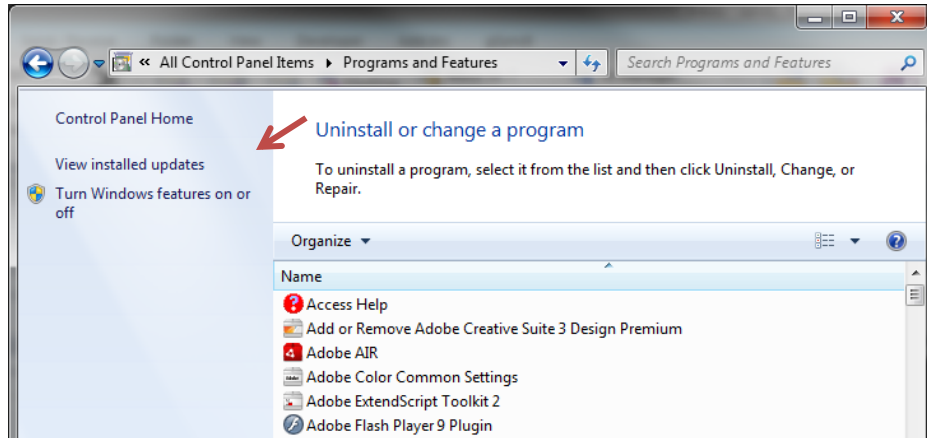 « All Control Panel Items ▸ Programs and Features
Search Programs and Features
Control Panel Home
View installed updates
Turn Windows features on or
off
Uninstall or change a program
To uninstall a program, select it from the list and then click Uninstall, Change, or
Repair.
Organize
Name
Access Help
Add or Remove Adobe Creative Suite 3 Design Premium
Adobe AIR
Adobe Color Common Settings
Adobe ExtendScript Toolkit 2
Adobe Flash Player 9 Plugin